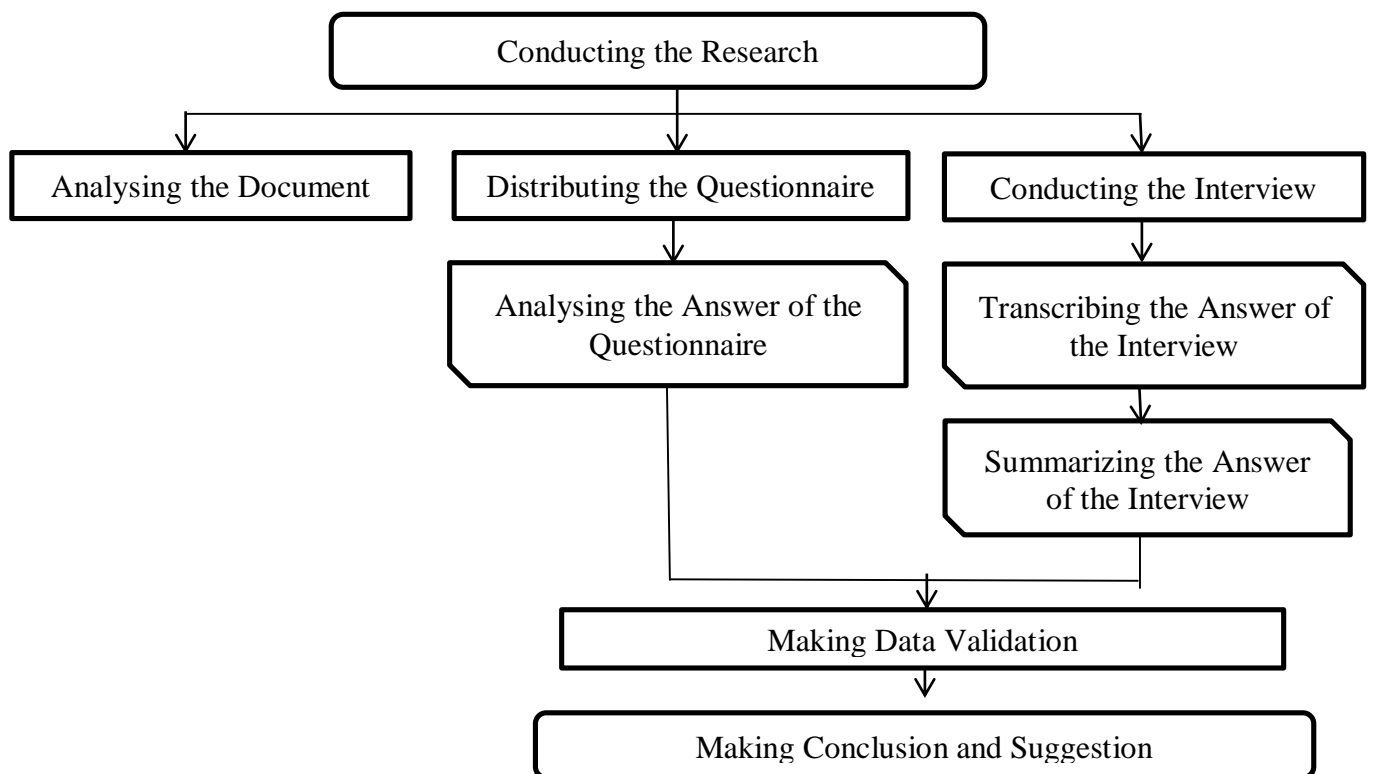 Conducting the Research
Analysing the Document
Distributing the Questionnaire
Conducting the Interview
Analysing the Answer of the
Questionnaire
Transcribing the Answer of
the Interview
Summarizing the Answer
of the Interview
Making Data Validation
Making Conclusion and Suggestion